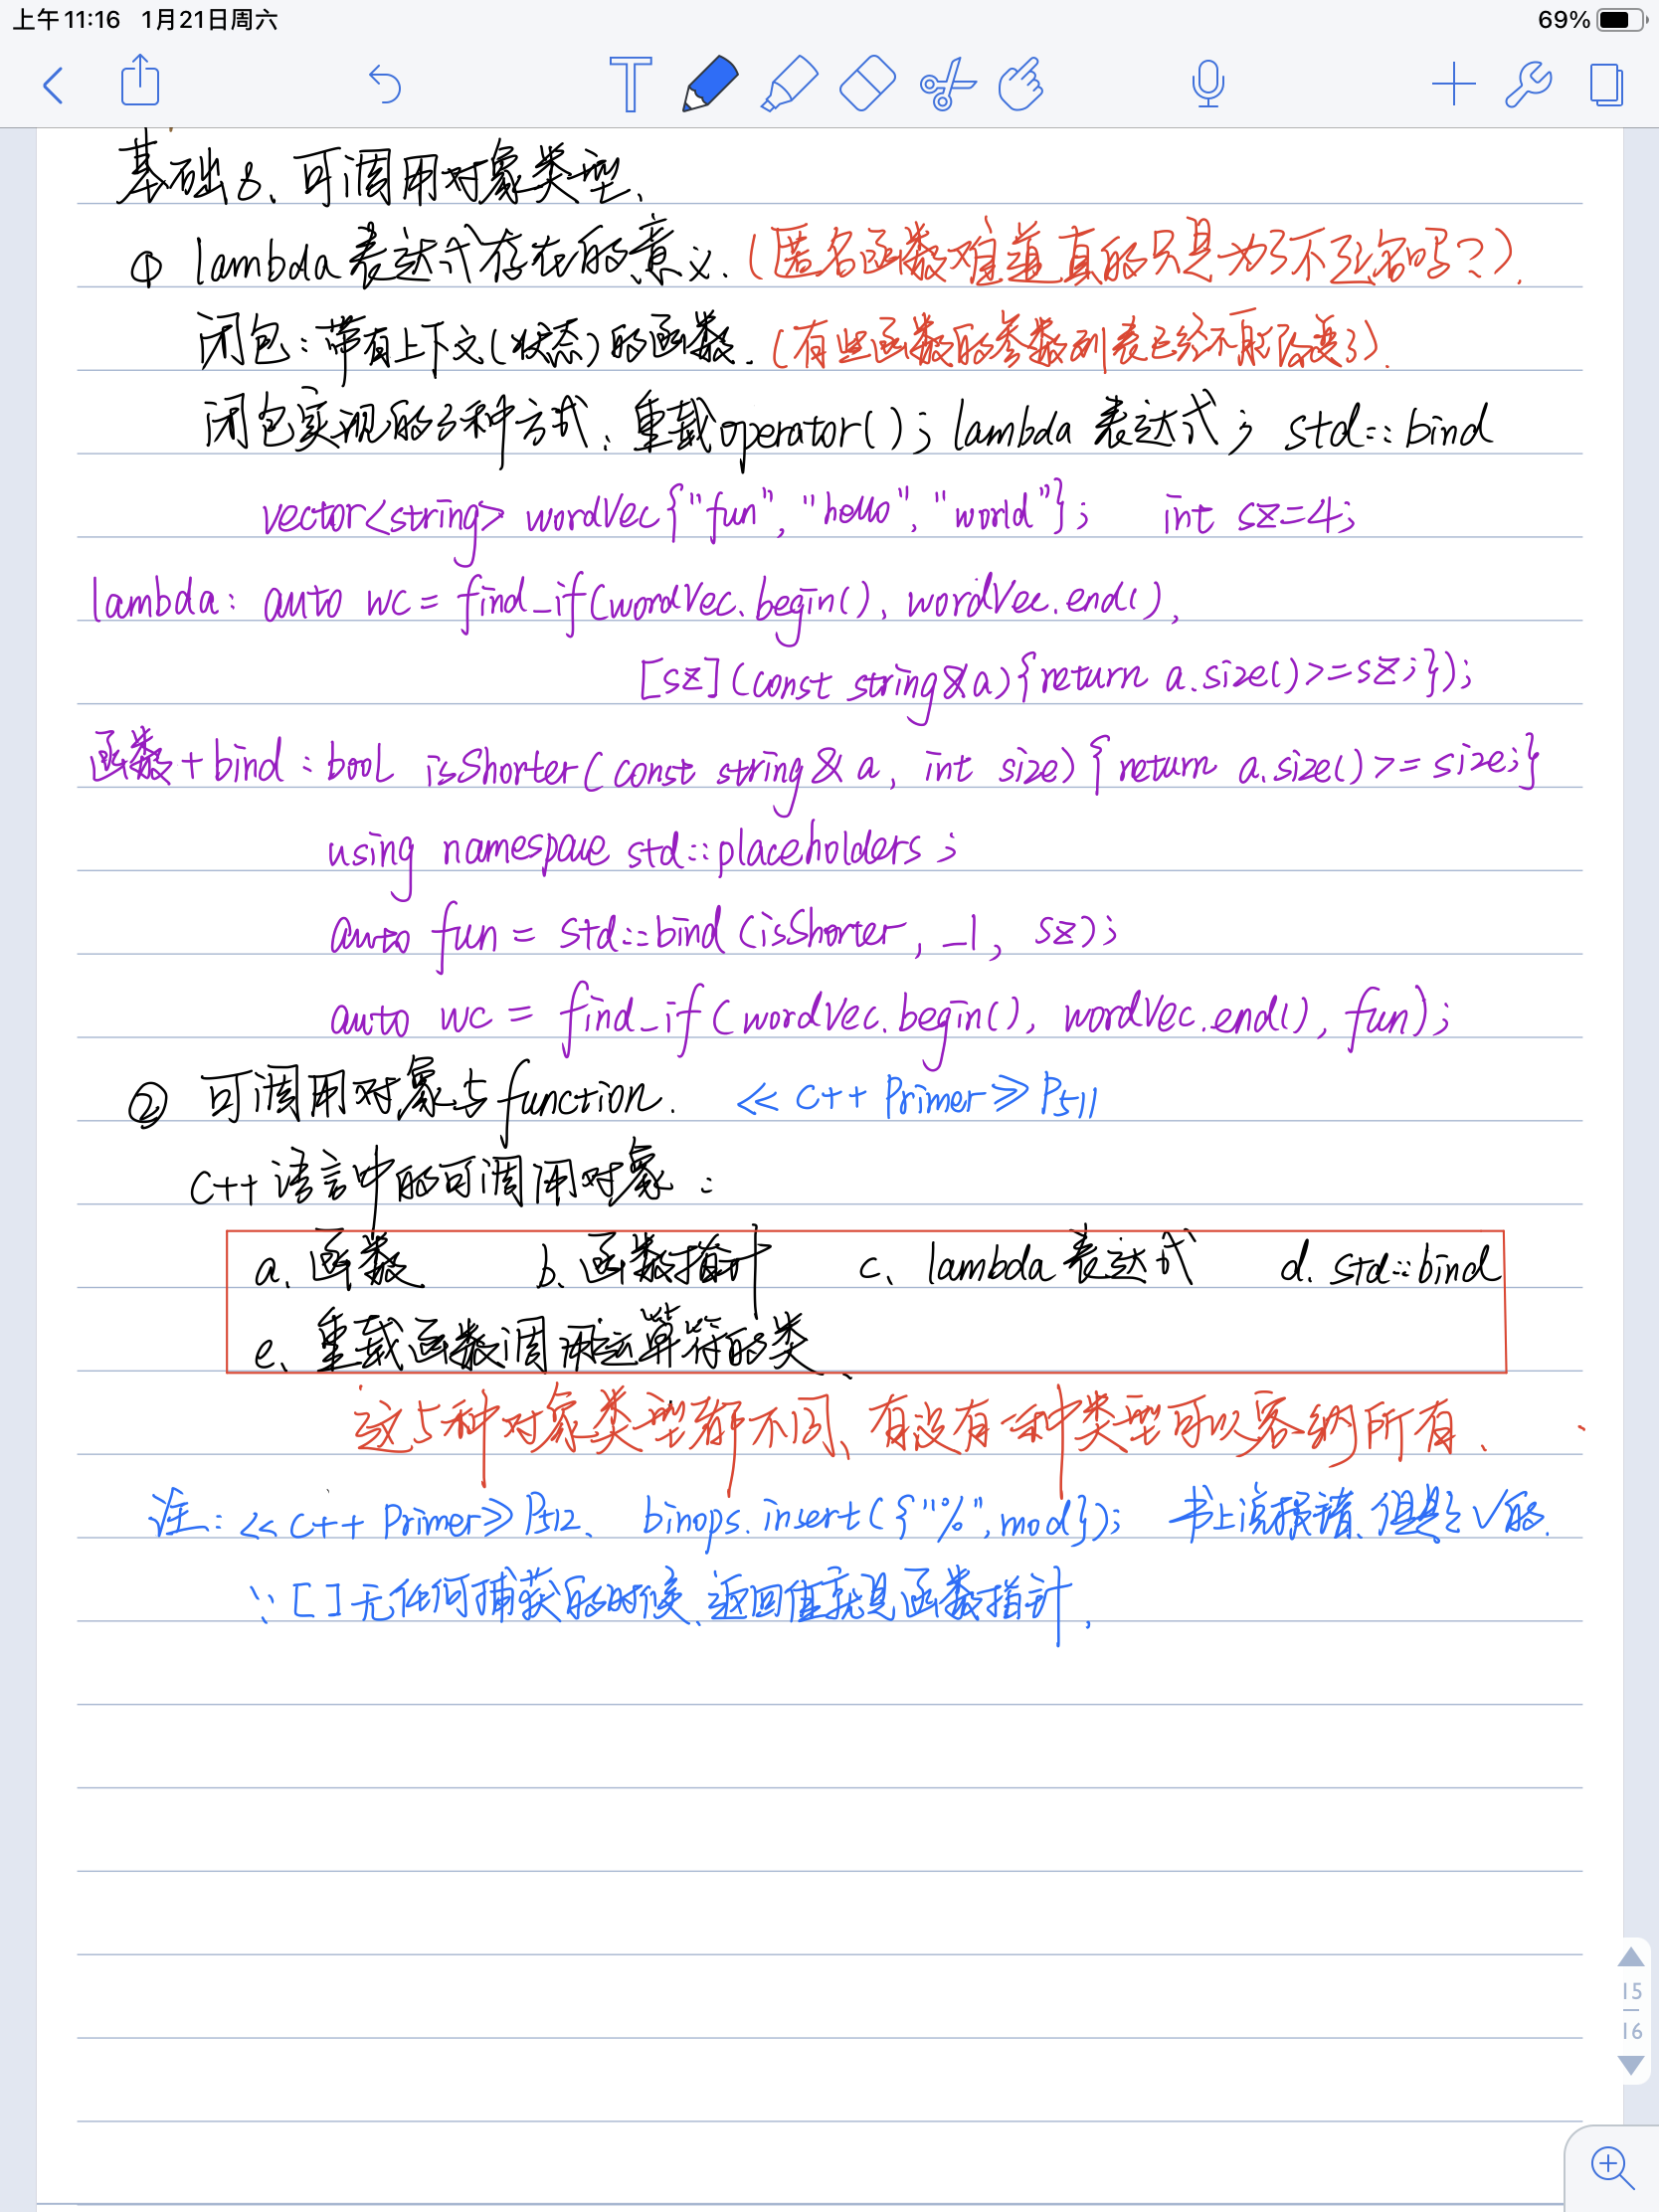 上午11:16 1月21日周六 69%
基础8、可调用对象类型、
① lambda表达式存在的意义.(匿名函数难道真的只是为了不取名吗?).
闭包:带有上下文(状态)的函数.(有些函数的参数列表已经不能改变了).
闭包实现的3种方式、重载operator();lambda表达式; std::bind
vector<string> wordVec{"fun","hello","world"}; int sz=4;
lambda: auto wc = find_if(wordVec.begin(), wordVec.end(),
[sz](const string&a){return a.size()>=sz;});
函数+bind:bool isShorter(const string& a, int size){return a.size()>=size;}
using namespace std::placeholders;
auto fun = std::bind(isShorter, _1, sz);
auto wc = find_if(wordVec.begin(), wordVec.end(), fun);
② 可调用对象与function. 《C++ Primer》P511
C++语言中的可调用对象:
a、函数 b、函数指针 c、lambda表达式 d. std::bind
e、重载函数调用运算符的类、
这5种对象类型都不同、有没有一种类型可以容纳所有、
注:《C++ Primer》P512、 binops.insert({"%",mod}); 书上说报错、但是√的.
∵[]无任何捕获的时候、返回值就是函数指针、
15
16